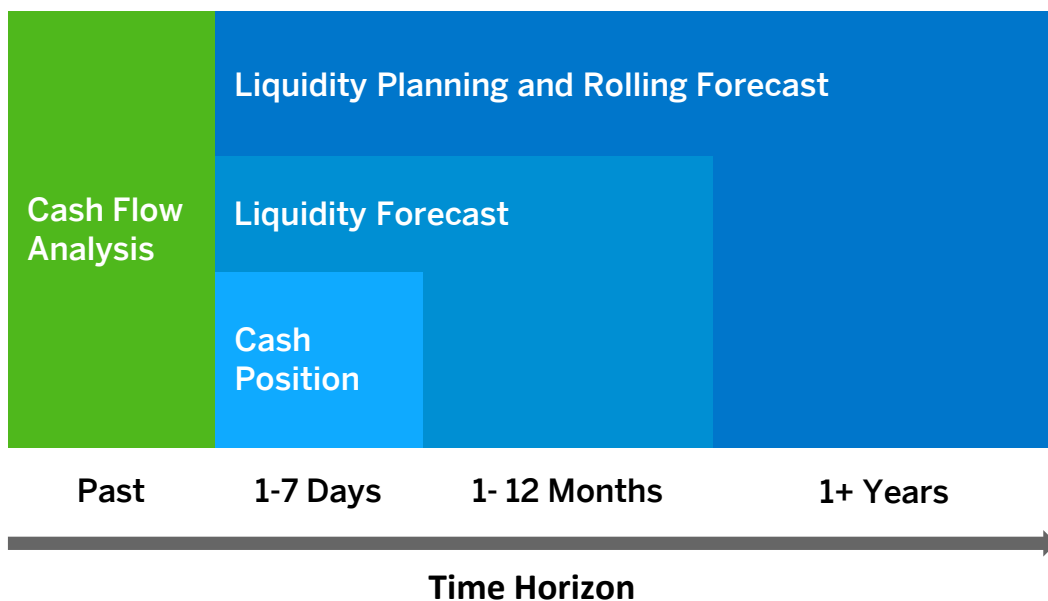 Liquidity Planning and Rolling Forecast
Cash Flow
Analysis
Liquidity Forecast
Cash
Position
Past
1-7 Days
1- 12 Months
1+ Years
Time Horizon